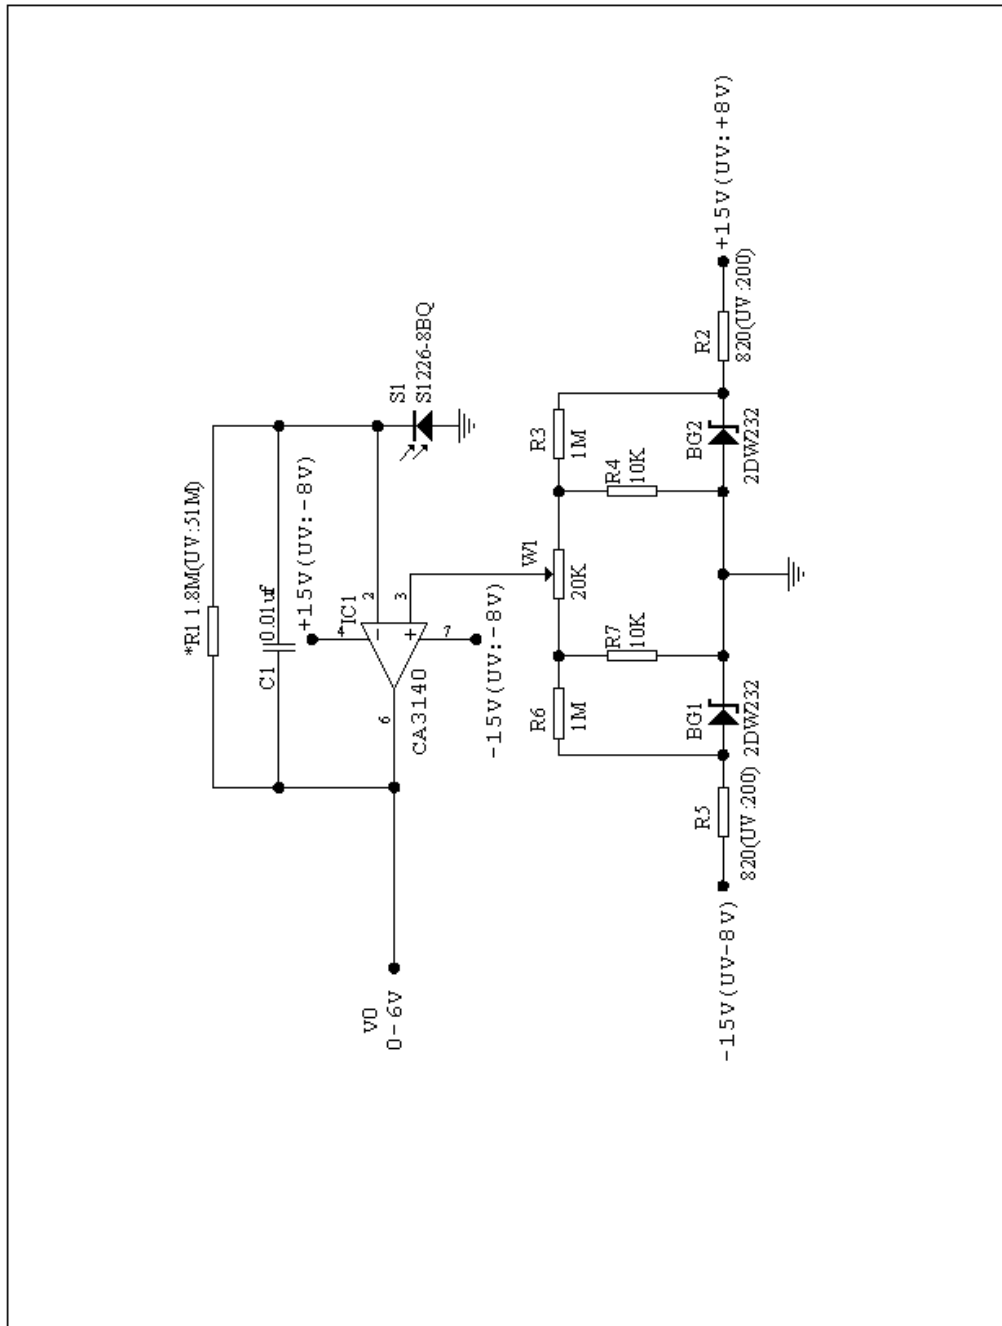 *R1 1.8M(UV:51M)
C1
0.01uf
+15V(UV:-8V)
4
IC1
2
3
7
6
CA3140
-15V(UV:-8V)
S1
S1226-8BQ
V0
0-6V
W1
20K
R3
1M
R4
10K
R6
1M
R7
10K
BG1
2DW232
BG2
2DW232
R5
820(UV:200)
-15V(UV-8V)
R2
820(UV:200)
+15V(UV:+8V)